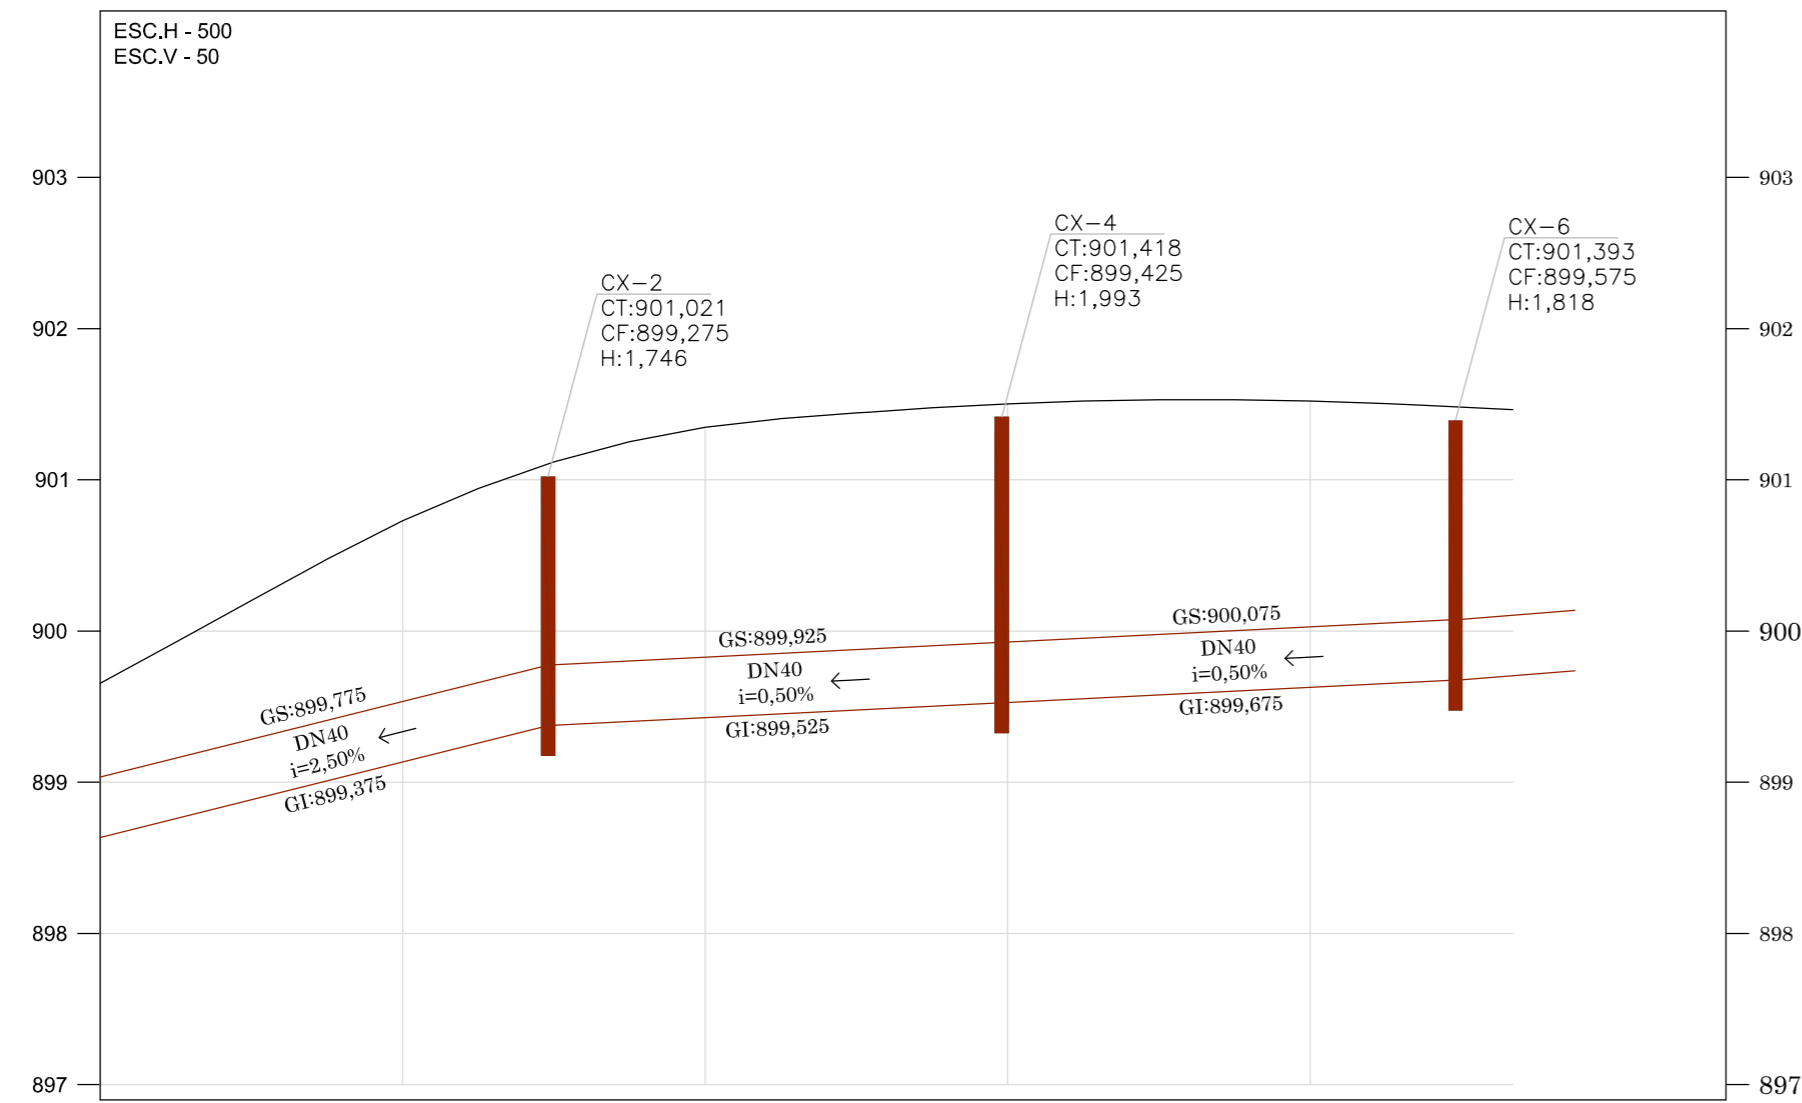 ESC.H - 500
ESC.V - 50
903
902
901
900
899
898
897
CX-2
CT:901,021
CF:899,275
H:1,746
CX-4
CT:901,418
CF:899,425
H:1,993
CX-6
CT:901,393
CF:899,575
H:1,818
GS:899,775
DN40
i=2,50%
GI:899,375
GS:899,925
DN40
i=0,50%
GI:899,525
GS:900,075
DN40
i=0,50%
GI:899,675
903
902
901
900
899
898
897